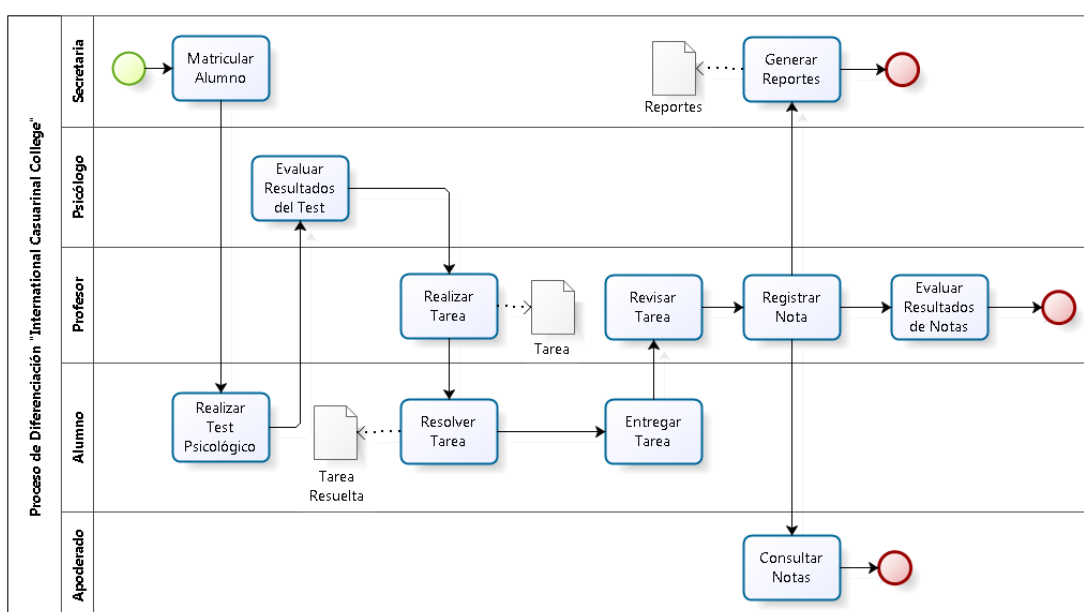 Proceso de Diferenciación "International Casuarinal College"
Secretaria
Matricular
Alumno
Reportes
Generar
Reportes
Psicólogo
Evaluar
Resultados
del Test
Profesor
Realizar
Tarea
Tarea
Revisar
Tarea
Registrar
Nota
Evaluar
Resultados
de Notas
Alumno
Realizar
Test
Psicológico
Tarea
Resuelta
Resolver
Tarea
Entregar
Tarea
Apoderado
Consultar
Notas